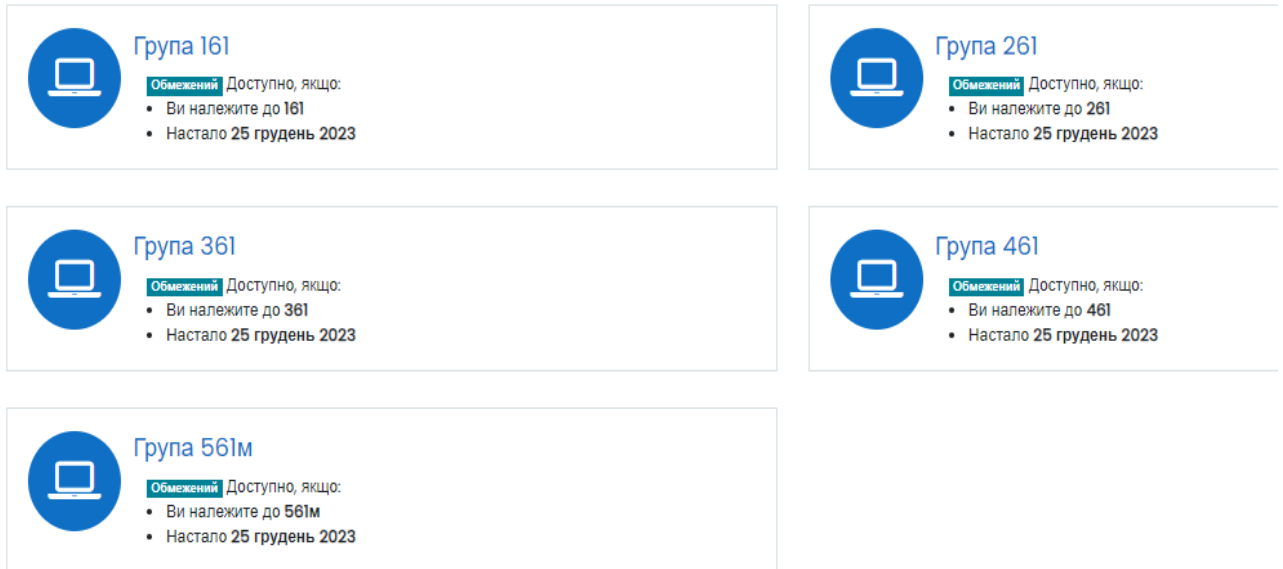 Група 161
Обмежений Доступно, якщо:
Ви належите до 161
Настало 25 грудень 2023
Група 261
Обмежений Доступно, якщо:
Ви належите до 261
Настало 25 грудень 2023
Група 361
Обмежений Доступно, якщо:
Ви належите до 361
Настало 25 грудень 2023
Група 461
Обмежений Доступно, якщо:
Ви належите до 461
Настало 25 грудень 2023
Група 561м
Обмежений Доступно, якщо:
Ви належите до 561м
Настало 25 грудень 2023